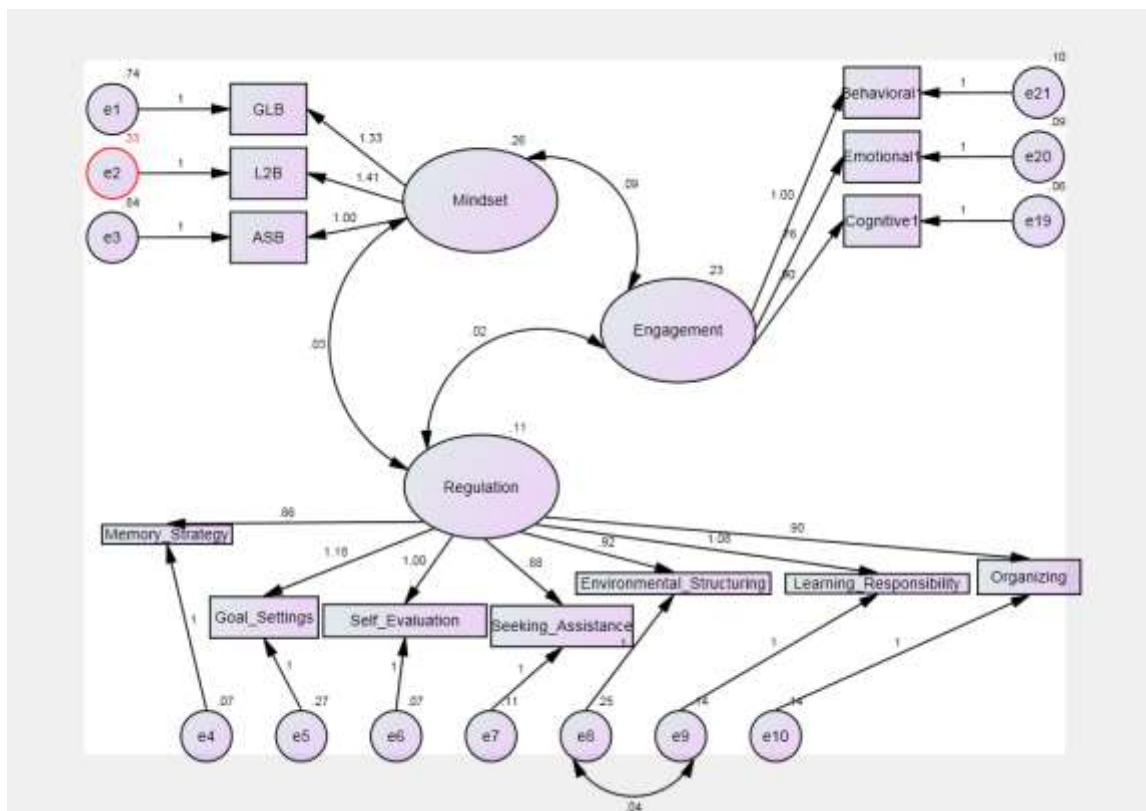 .74
e1
1
GLB
1.33
.33
e2
1
L2B
1.41
.84
e3
1
ASB
1.00
.26
Mindset
.09
.10
Behavioral1
1
e21
1.00
.09
Emotional1
1
e20
.76
.06
Cognitive1
1
e19
.23
Engagement
.02
.03
.11
Regulation
.86
Memory_Strategy
1.18
Goal_Settings
1.00
Self_Evaluation
.88
Seeking_Assistance
.92
Environmental_Structuring
1.08
Learning_Responsibility
.90
Organizing
1
1
1
1
1
1
1
.07
e4
.27
e5
.07
e6
.11
e7
.25
e8
.14
e9
.14
e10
.04